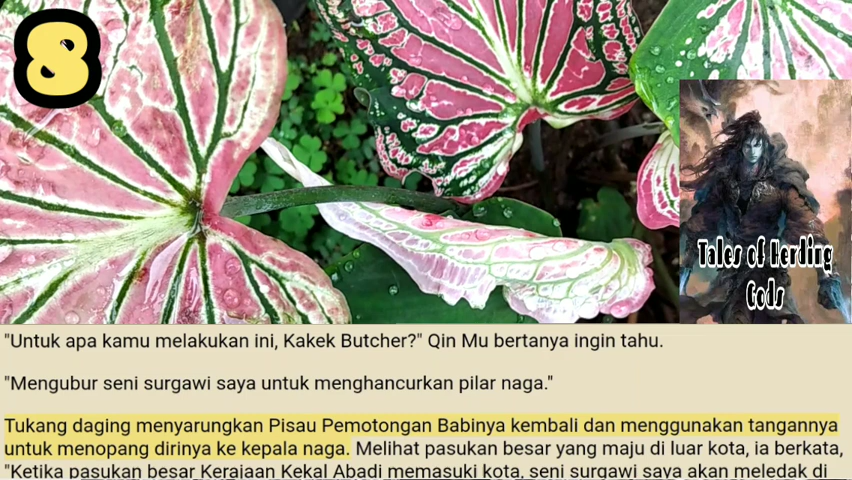 8
Tales of Herding
Gods
"Untuk apa kamu melakukan ini, Kakek Butcher?" Qin Mu bertanya ingin tahu.
"Mengubur seni surgawi saya untuk menghancurkan pilar naga."
Tukang daging menyarungkan Pisau Pemotongan Babinya kembali dan menggunakan tangannya
untuk menopang dirinya ke kepala naga. Melihat pasukan besar yang maju di luar kota, ia berkata,
"Ketika pasukan besar Kerajaan Kekal Abadi memasuki kota, seni surgawi saya akan meledak di